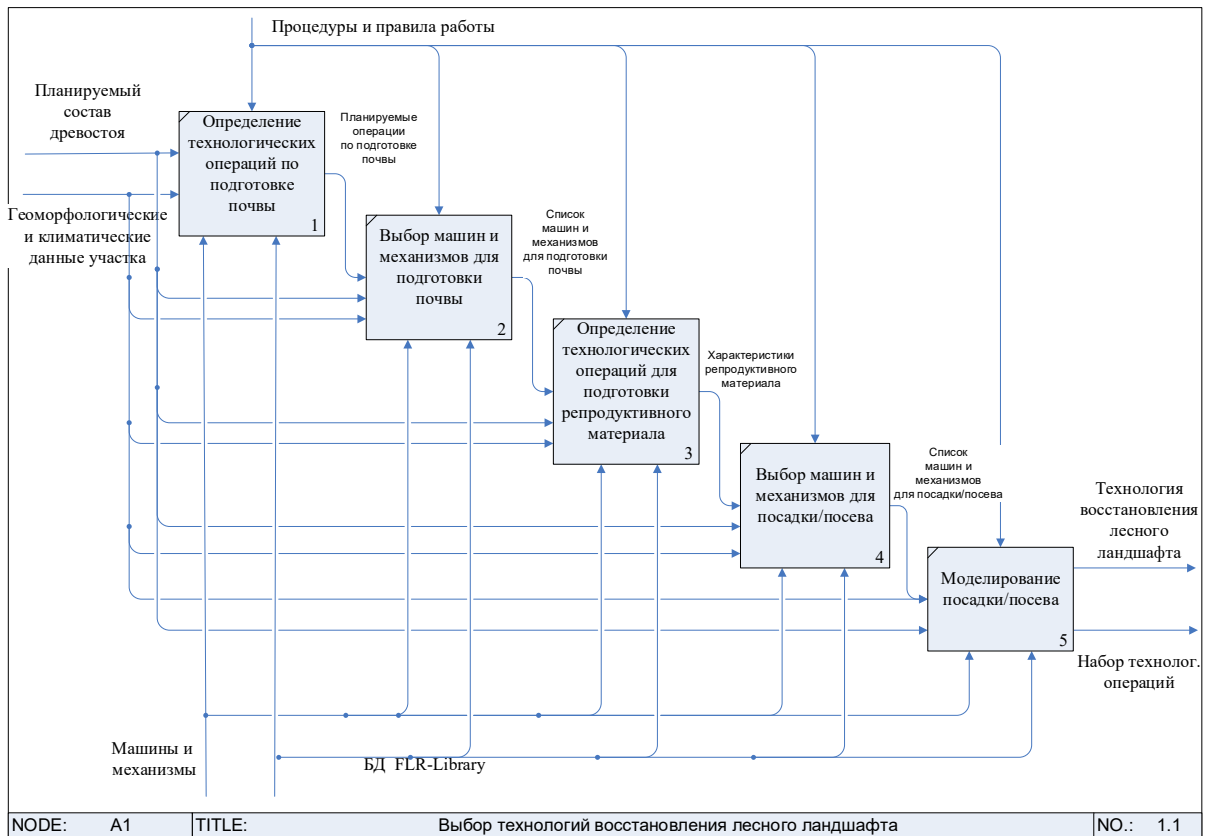 Процедуры и правила работы
Планируемый
состав
древостоя
Геоморфологические
и климатические
данные участка
Определение
технологических
операций по
подготовке
почвы
1
Планируемые
операции
по подготовке
почвы
Выбор машин и
механизмов для
подготовки
почвы
2
Список
машин и
механизмов
для подготовки
почвы
Определение
технологических
операций для
подготовки
репродуктивного
материала
3
Характеристики
репродуктивного
материала
Выбор машин и
механизмов для
посадки/посева
4
Список
машин и
механизмов
для посадки/посева
Моделирование
посадки/посева
5
Технология
восстановления
лесного
ландшафта
Набор технолог.
операций
Машины и
механизмы
БД FLR-Library
NODE: A1 TITLE: Выбор технологий восстановления лесного ландшафта NO.: 1.1